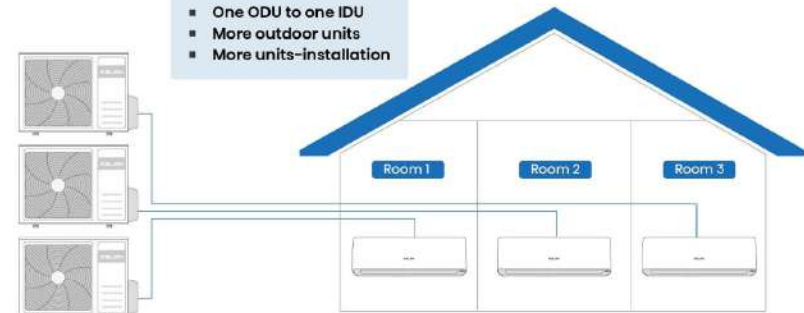 ▪ One ODU to one IDU
▪ More outdoor units
▪ More units-installation
Room 1
Room 2
Room 3